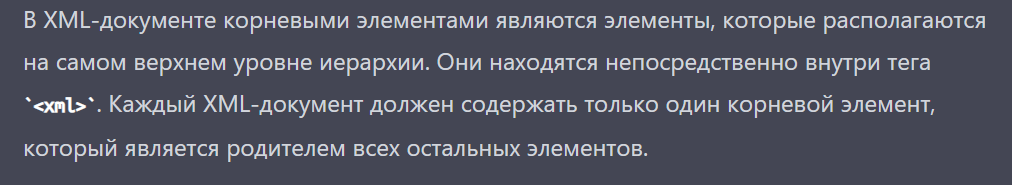 В XML-документе корневыми элементами являются элементы, которые располагаются
на самом верхнем уровне иерархии. Они находятся непосредственно внутри тега
`<xml>`. Каждый XML-документ должен содержать только один корневой элемент,
который является родителем всех остальных элементов.